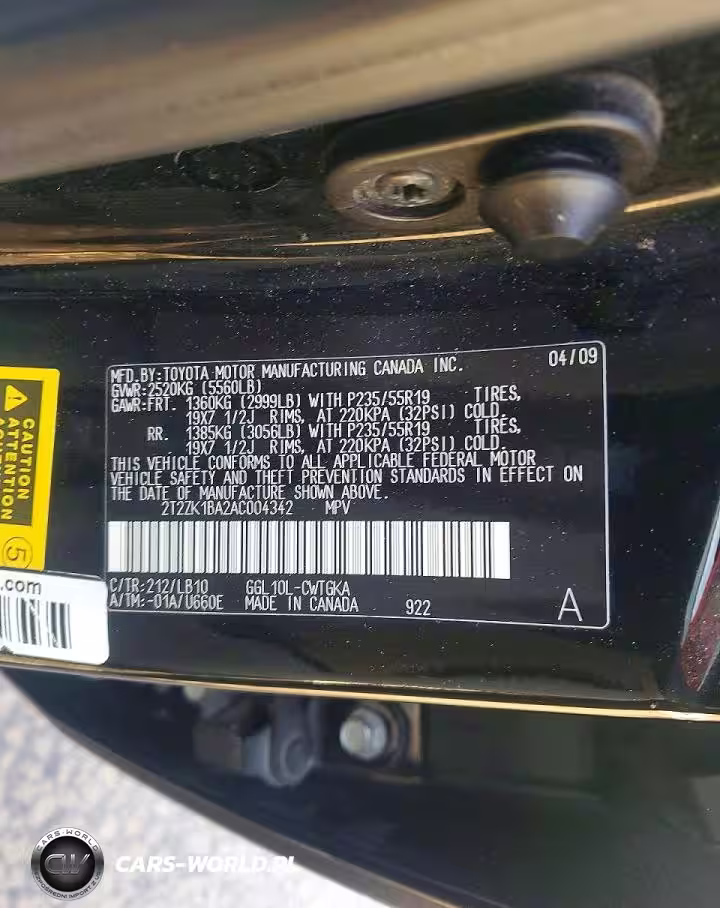 MFD.BY:TOYOTA MOTOR MANUFACTURING CANADA INC. 04/09
GVWR:2520KG (5560LB)
GAWR:FRT. 1360KG (2999LB) WITH P235/55R19 TIRES,
19X7 1/2J RIMS, AT 220KPA (32PSI) COLD.
RR. 1385KG (3056LB) WITH P235/55R19 TIRES,
19X7 1/2J RIMS, AT 220KPA (32PSI) COLD.
THIS VEHICLE CONFORMS TO ALL APPLICABLE FEDERAL MOTOR
VEHICLE SAFETY AND THEFT PREVENTION STANDARDS IN EFFECT ON
THE DATE OF MANUFACTURE SHOWN ABOVE.
2T2ZK1BA2AC004342 MPV
C/TR:212/LB10 GGL10L-CWTGKA
A/TM:-01A/U660E MADE IN CANADA 922 A
CAUTION
ATTENTION
5
.com
CARS-WORLD
CW
CARS-WORLD.PL